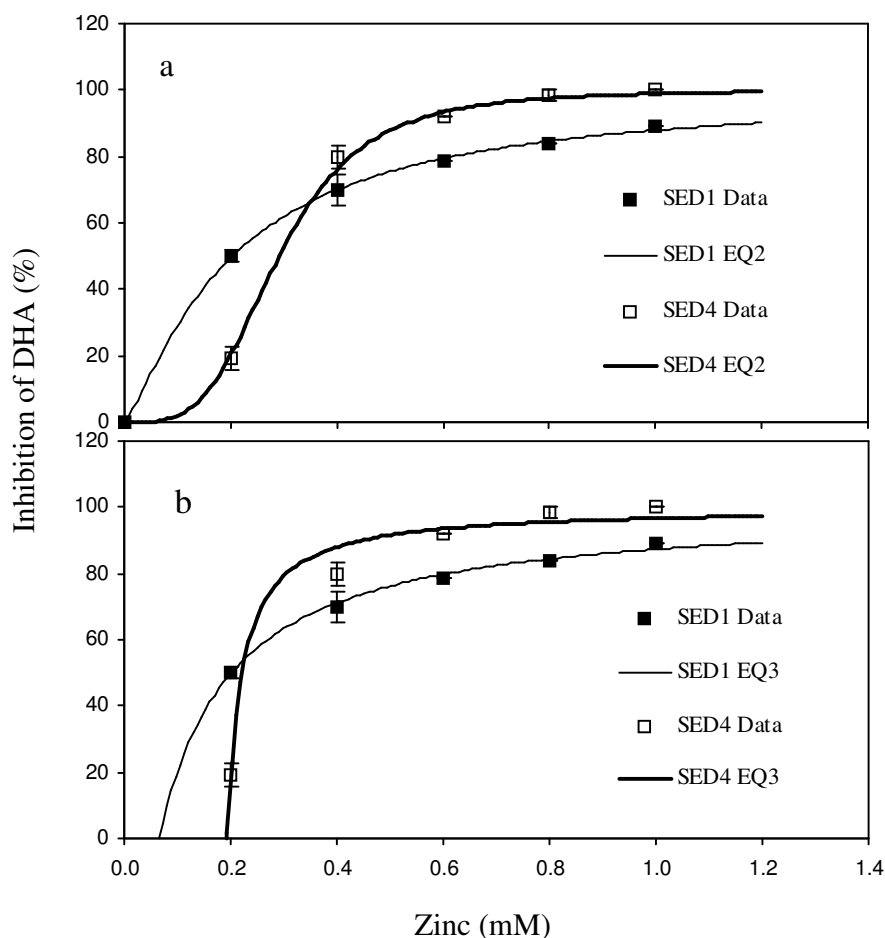 120
100
80
60
40
20
0
a
SED1 Data
SED1 EQ2
SED4 Data
SED4 EQ2
Inhibition of DHA (%)
120
100
80
60
40
20
0
b
SED1 Data
SED1 EQ3
SED4 Data
SED4 EQ3
0.0 0.2 0.4 0.6 0.8 1.0 1.2 1.4
Zinc (mM)